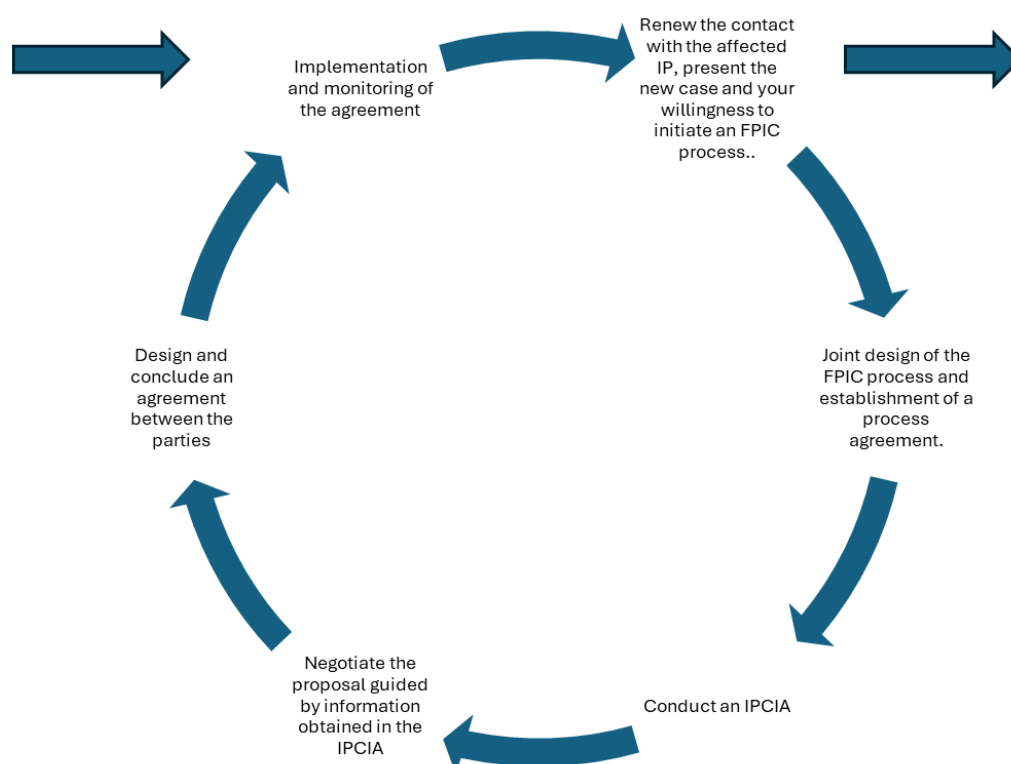 Implementation
and monitoring of
the agreement
Renew the contact
with the affected
IP, present the
new case and your
willingness to
initiate an FPIC
process..
Joint design of the
FPIC process and
establishment of a
process
agreement.
Conduct an IPCIA
Negotiate the
proposal guided
by information
obtained in the
IPCIA
Design and
conclude an
agreement
between the
parties